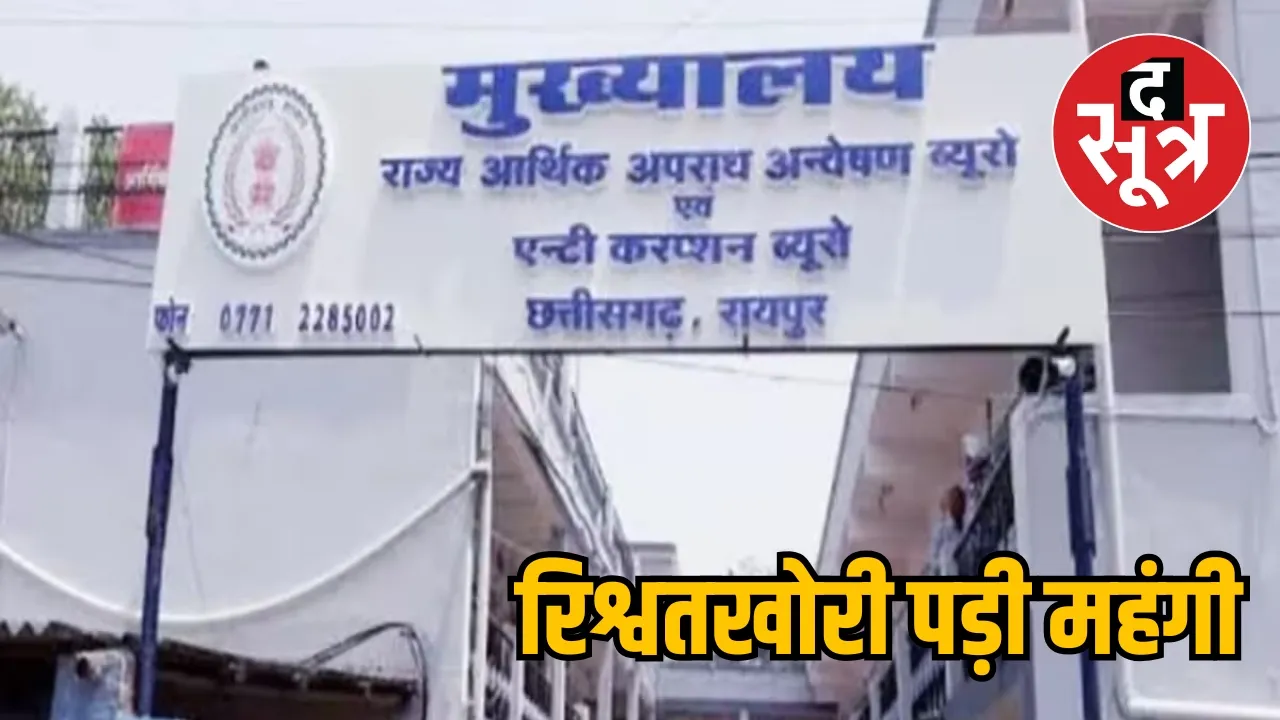 मुख्यालय
राज्य आर्थिक अपराध अन्वेषण ब्यूरो
एवं
एन्टी करप्शन ब्यूरो
छत्तीसगढ़, रायपुर
फोन 0771 2285002
द
सूत्र
रिश्वतखोरी पड़ी महंगी